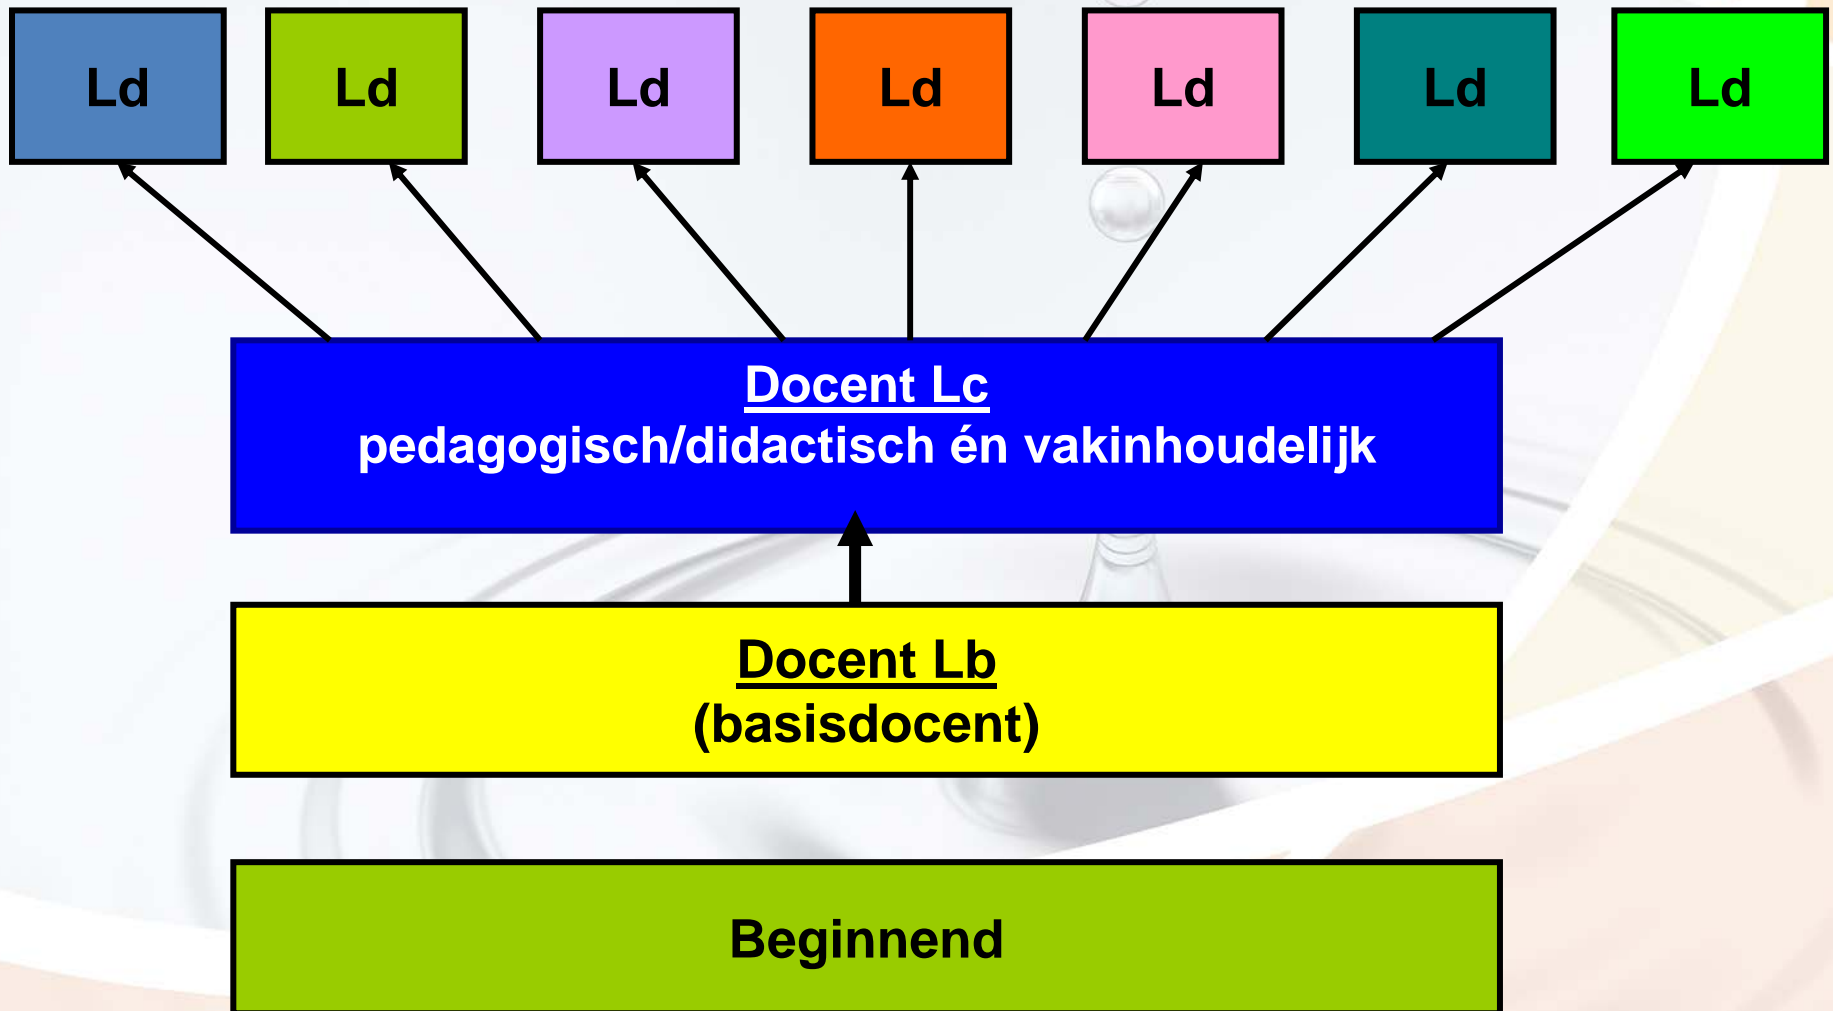 Ld
Ld
Ld
Ld
Ld
Ld
Ld
Docent Lc
pedagogisch/didactisch én vakinhoudelijk
Docent Lb
(basisdocent)
Beginnend